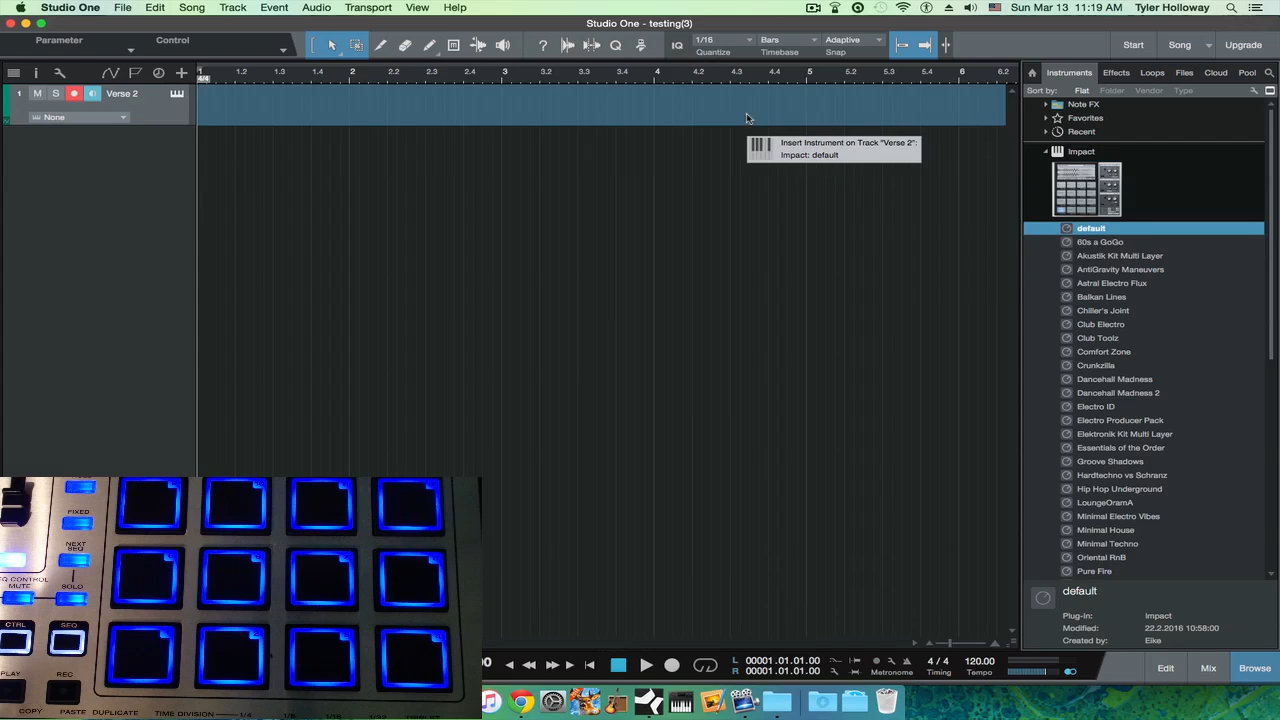 Studio One File Edit Song Track Event Audio Transport View Help
Sun Mar 13 11:19 AM Tyler Holloway
Studio One - testing(3)
Parameter Control
IQ 1/16 Quantize Bars Timebase Adaptive Snap
Start Song Upgrade
1 1.2 1.3 1.4 2 2.2 2.3 2.4 3 3.2 3.3 3.4 4 4.2 4.3 4.4 5 5.2 5.3 5.4 6 6.2
4/4
1 M S Verse 2
None
Insert Instrument on Track "Verse 2":
Impact: default
Instruments Effects Loops Files Cloud Pool
Sort by: Flat Folder Vendor Type
Note FX
Favorites
Recent
Impact
default
60s a GoGo
Akustik Kit Multi Layer
AntiGravity Maneuvers
Astral Electro Flux
Balkan Lines
Chiller's Joint
Club Electro
Club Toolz
Comfort Zone
Crunkzilla
Dancehall Madness
Dancehall Madness 2
Electro ID
Electro Producer Pack
Elektronik Kit Multi Layer
Essentials of the Order
Groove Shadows
Hardtechno vs Schranz
Hip Hop Underground
LoungeOramA
Minimal Electro Vibes
Minimal House
Minimal Techno
Oriental RnB
Pure Fire
default
Plug-In: Impact
Modified: 22.2.2016 10:58:00
Created by: Eike
L 00001.01.01.00
R 00001.01.01.00
Metronome
4 / 4 Timing
120.00 Tempo
Edit Mix Browse
FIXED
NEXT
SEQ
MUTE SOLO
CTRL SEQ
PLAY REC
COPY PASTE DUPLICATE TIME DIVISION